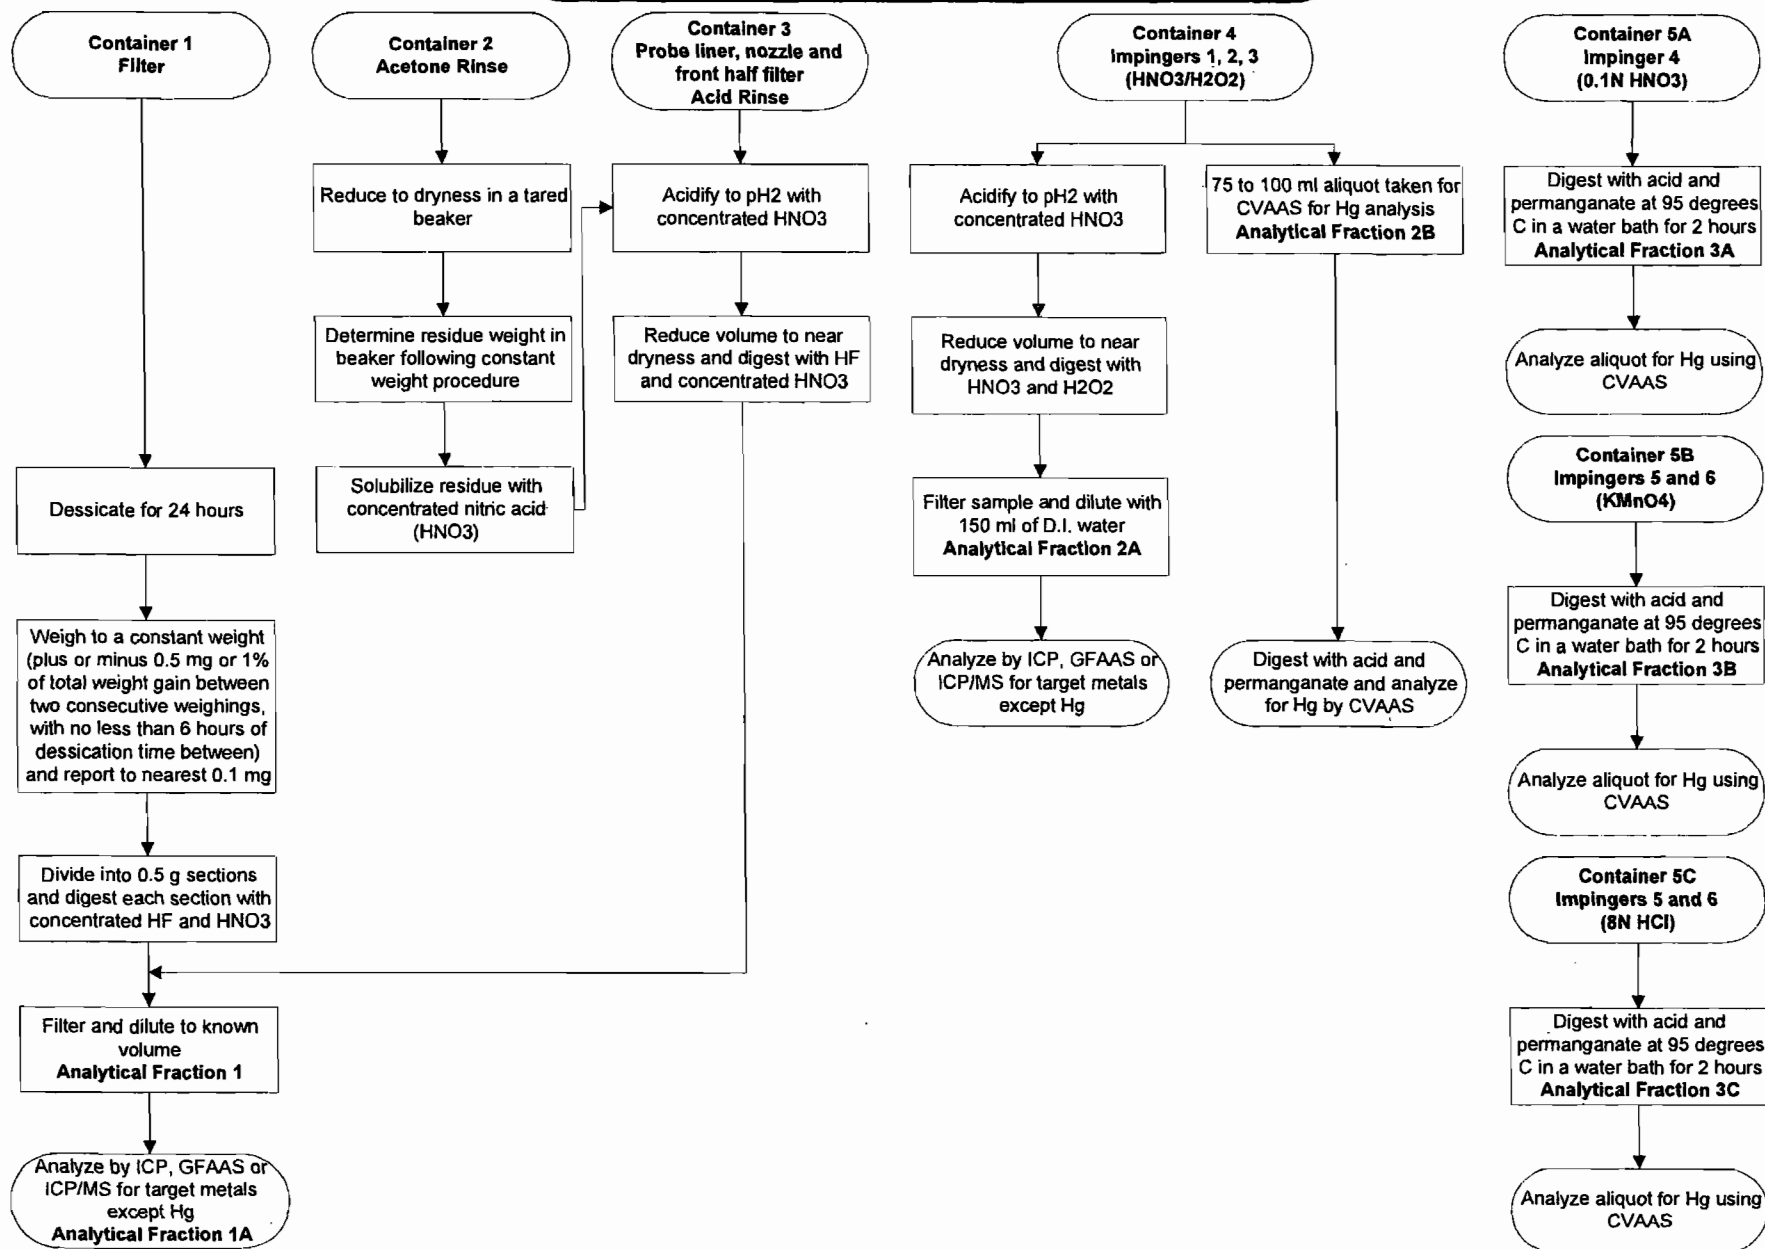 Container 1
Filter
Dessicate for 24 hours
Weigh to a constant weight
(plus or minus 0.5 mg or 1%
of total weight gain between
two consecutive weighings,
with no less than 6 hours of
dessication time between)
and report to nearest 0.1 mg
Divide into 0.5 g sections
and digest each section with
concentrated HF and HNO3
Filter and dilute to known
volume
Analytical Fraction 1
Analyze by ICP, GFAAS or
ICP/MS for target metals
except Hg
Analytical Fraction 1A
Container 2
Acetone Rinse
Reduce to dryness in a tared
beaker
Determine residue weight in
beaker following constant
weight procedure
Solubilize residue with
concentrated nitric acid
(HNO3)
Container 3
Probe liner, nozzle and
front half filter
Acid Rinse
Acidify to pH2 with
concentrated HNO3
Reduce volume to near
dryness and digest with HF
and concentrated HNO3
Container 4
Impingers 1, 2, 3
(HNO3/H2O2)
Acidify to pH2 with
concentrated HNO3
Reduce volume to near
dryness and digest with
HNO3 and H2O2
Filter sample and dilute with
150 ml of D.I. water
Analytical Fraction 2A
Analyze by ICP, GFAAS or
ICP/MS for target metals
except Hg
75 to 100 ml aliquot taken for
CVAAS for Hg analysis
Analytical Fraction 2B
Digest with acid and
permanganate and analyze
for Hg by CVAAS
Container 5A
Impinger 4
(0.1N HNO3)
Digest with acid and
permanganate at 95 degrees
C in a water bath for 2 hours
Analytical Fraction 3A
Analyze aliquot for Hg using
CVAAS
Container 5B
Impingers 5 and 6
(KMnO4)
Digest with acid and
permanganate at 95 degrees
C in a water bath for 2 hours
Analytical Fraction 3B
Analyze aliquot for Hg using
CVAAS
Container 5C
Impingers 5 and 6
(8N HCl)
Digest with acid and
permanganate at 95 degrees
C in a water bath for 2 hours
Analytical Fraction 3C
Analyze aliquot for Hg using
CVAAS